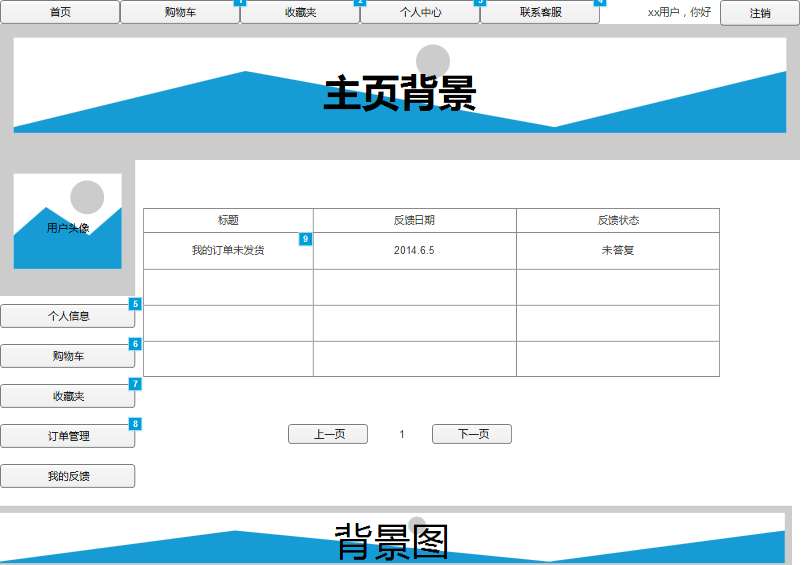 首页 购物车 1 收藏夹 2 个人中心 3 联系客服 4 xx用户，你好 注销
主页背景
用户头像
标题 反馈日期 反馈状态
我的订单未发货 9 2014.6.5 未答复
个人信息 5
购物车 6
收藏夹 7
订单管理 8
上一页 1 下一页
我的反馈
背景图